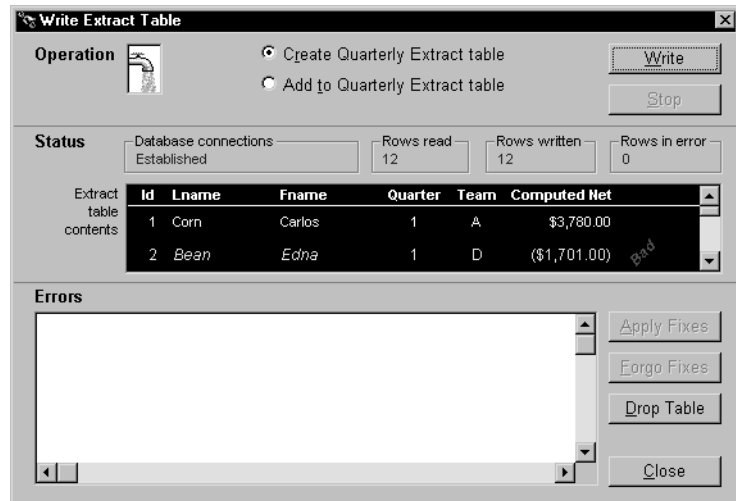 Write Extract Table
Operation
Create Quarterly Extract table
Write
Add to Quarterly Extract table
Stop
Status
Database connections
Rows read
Rows written
Rows in error
Established
12
12
0
Extract
table
contents
Id Lname Fname Quarter Team Computed Net
1 Corn Carlos 1 A $3,780.00
2 Bean Edna 1 D ($1,701.00) Bad
Errors
Apply Fixes
Forgo Fixes
Drop Table
Close